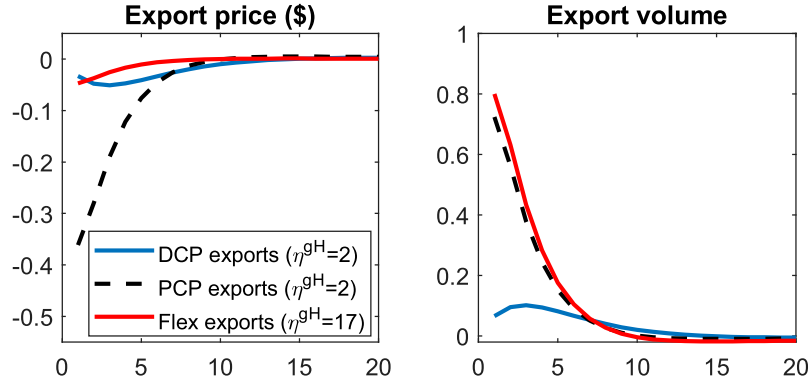 Export price ($)
0
-0.1
-0.2
-0.3
-0.4
-0.5
DCP exports (η^gH=2)
PCP exports (η^gH=2)
Flex exports (η^gH=17)
0 5 10 15 20
Export volume
1
0.8
0.6
0.4
0.2
0
0 5 10 15 20